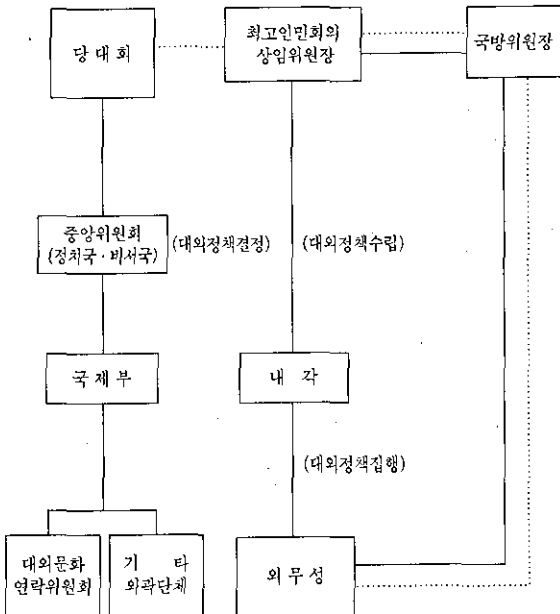 당 대 회
최고인민회의
상임위원장
국방위원장
중앙위원회
(정치국·비서국)
(대외정책결정)
(대외정책수립)
국 제 부
내 각
(대외정책집행)
대외문화
연락위원회
기 타
외곽단체
외 무 성